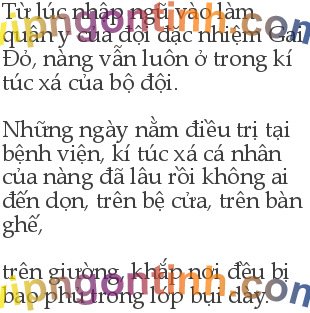 Từ lúc nhập ngũ vào làm
quân y của đội đặc nhiệm Gai
Đỏ, nàng vẫn luôn ở trong kí
túc xá của bộ đội.
Những ngày nằm điều trị tại
bệnh viện, kí túc xá cá nhân
của nàng đã lâu rồi không ai
đến dọn, trên bệ cửa, trên bàn
ghế,
trên giường, khắp nơi đều bị
bao phủ trong lớp bụi dày.
vipngontinh.com
vipngontinh.com